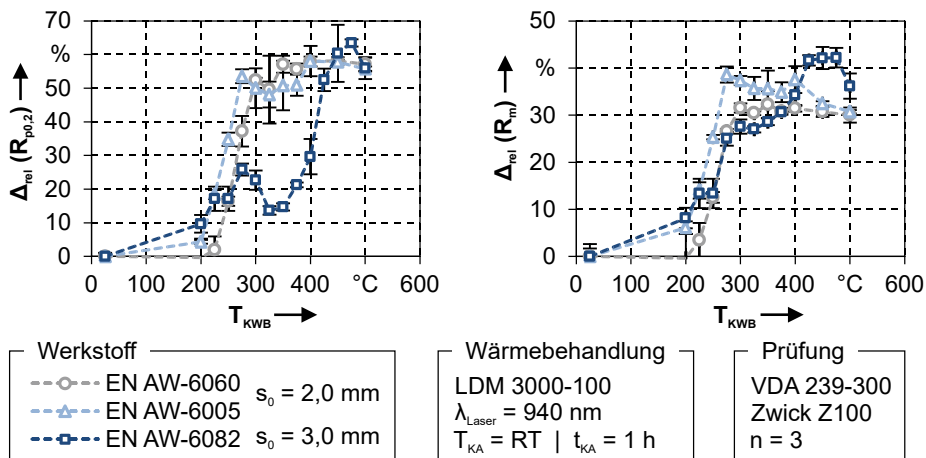 70
%
50
40
30
20
10
0
0 100 200 300 400 °C 600
Δrel (Rp0,2)
TKWB
%
30
20
10
0
0 100 200 300 400 °C 600
Δrel (Rm)
TKWB
Werkstoff
EN AW-6060
EN AW-6005
EN AW-6082
s0 = 2,0 mm
s0 = 3,0 mm
Wärmebehandlung
LDM 3000-100
λLaser = 940 nm
TKA = RT | tKA = 1 h
Prüfung
VDA 239-300
Zwick Z100
n = 3